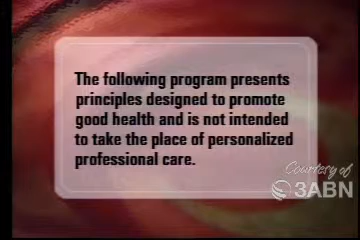 The following program presents
principles designed to promote
good health and is not intended
to take the place of personalized
professional care.
Courtesy of
3ABN